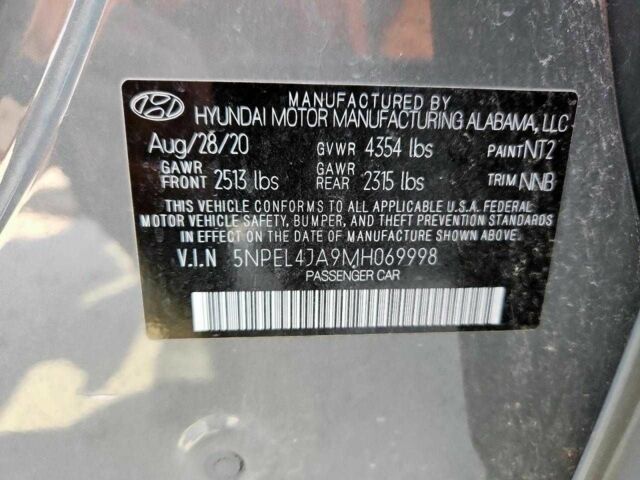 MANUFACTURED BY
HYUNDAI MOTOR MANUFACTURING ALABAMA, LLC
Aug/28/20 GVWR 4354 lbs PAINT NT2
GAWR FRONT 2513 lbs GAWR REAR 2315 lbs TRIM NNB
THIS VEHICLE CONFORMS TO ALL APPLICABLE U.S.A. FEDERAL
MOTOR VEHICLE SAFETY, BUMPER, AND THEFT PREVENTION STANDARDS
IN EFFECT ON THE DATE OF MANUFACTURE SHOWN ABOVE.
V.I.N 5NPEL4JA9MH069998
PASSENGER CAR